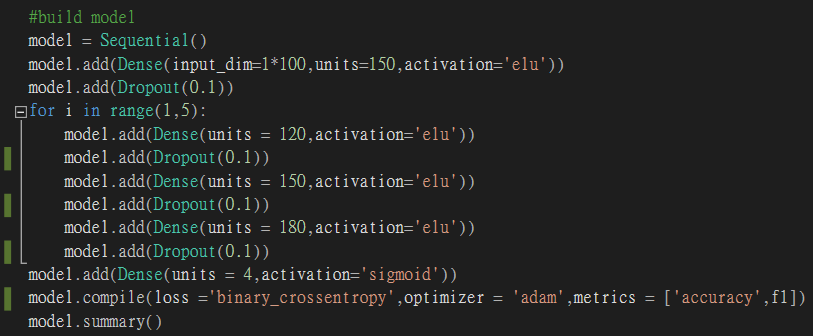 #build model
model = Sequential()
model.add(Dense(input_dim=1*100,units=150,activation='elu'))
model.add(Dropout(0.1))
for i in range(1,5):
    model.add(Dense(units = 120,activation='elu'))
    model.add(Dropout(0.1))
    model.add(Dense(units = 150,activation='elu'))
    model.add(Dropout(0.1))
    model.add(Dense(units = 180,activation='elu'))
    model.add(Dropout(0.1))
model.add(Dense(units = 4,activation='sigmoid'))
model.compile(loss ='binary_crossentropy',optimizer = 'adam',metrics = ['accuracy',f1])
model.summary()